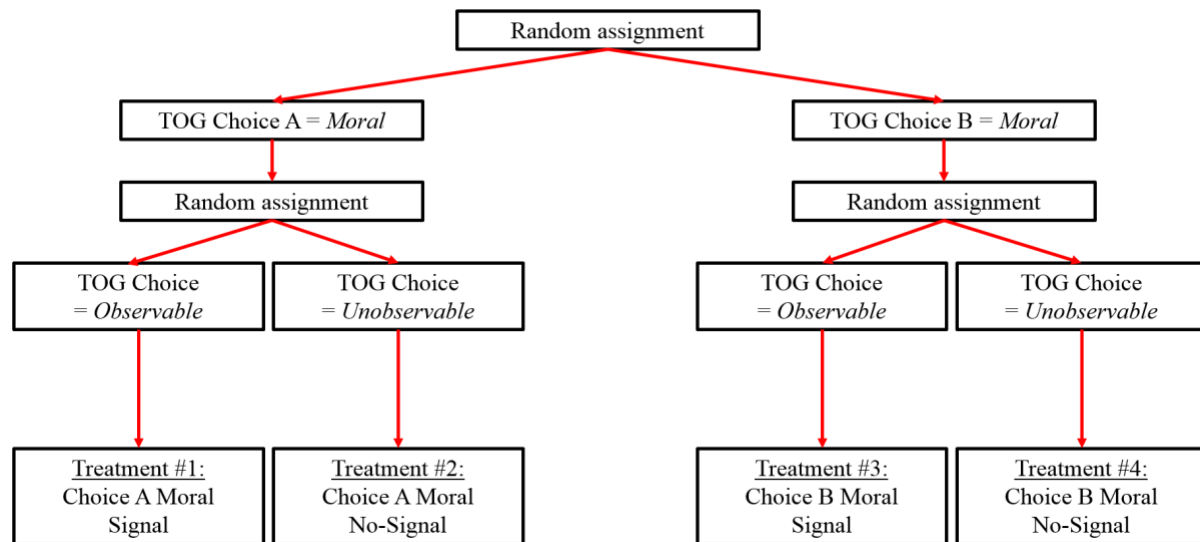 Random assignment
TOG Choice A = Moral
TOG Choice B = Moral
Random assignment
Random assignment
TOG Choice
= Observable
TOG Choice
= Unobservable
TOG Choice
= Observable
TOG Choice
= Unobservable
Treatment #1:
Choice A Moral
Signal
Treatment #2:
Choice A Moral
No-Signal
Treatment #3:
Choice B Moral
Signal
Treatment #4:
Choice B Moral
No-Signal